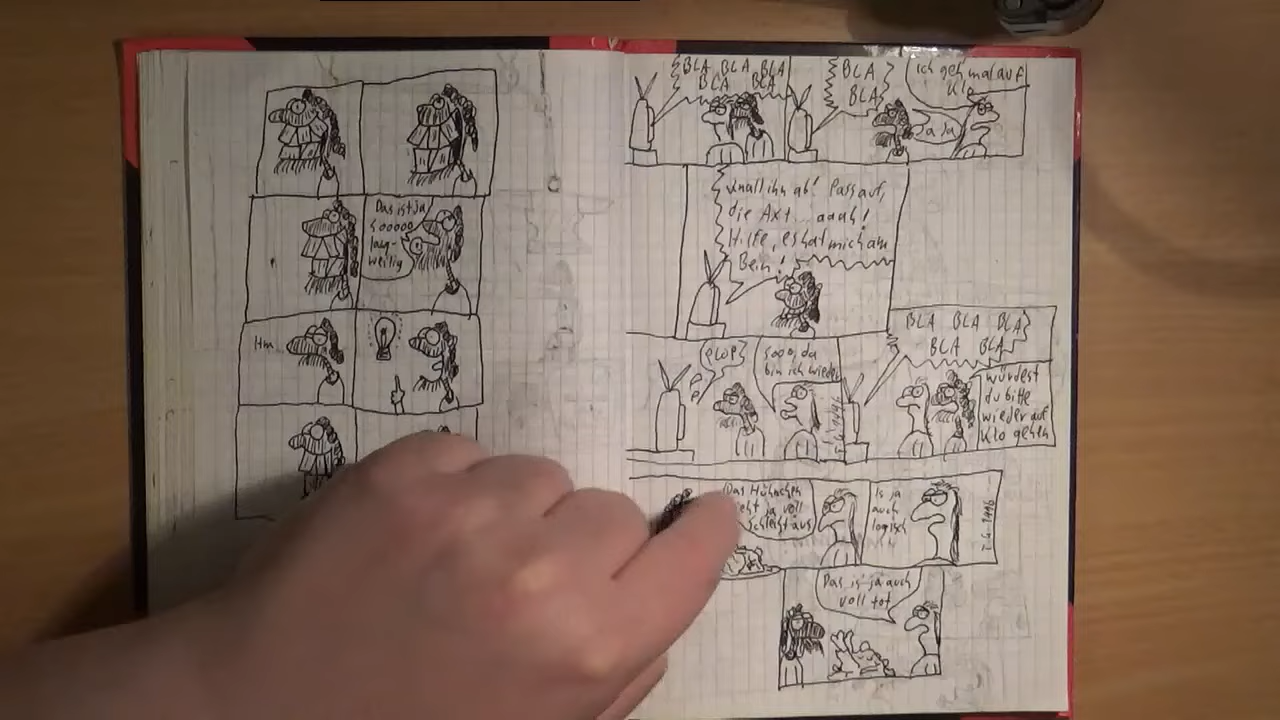 Das ist ja
sooooo
lang-
weilig
Hm
BLA BLA BLA
BLA BLA
BLA
BLA
ich geh mal auf
Klo
Ja Ja
Knall ihn ab! Pass auf,
die Axt... aaah!
Hilfe, es hat mich am
Bein!
PLOP!
Sooo, da
bin ich wieder
BLA BLA BLA
BLA BLA
würdest
du bitte
wieder auf
Klo gehen
Das Hühnchen
sieht ja voll
schlecht aus
Is ja
auch
logisch
Das is ja auch
voll tot